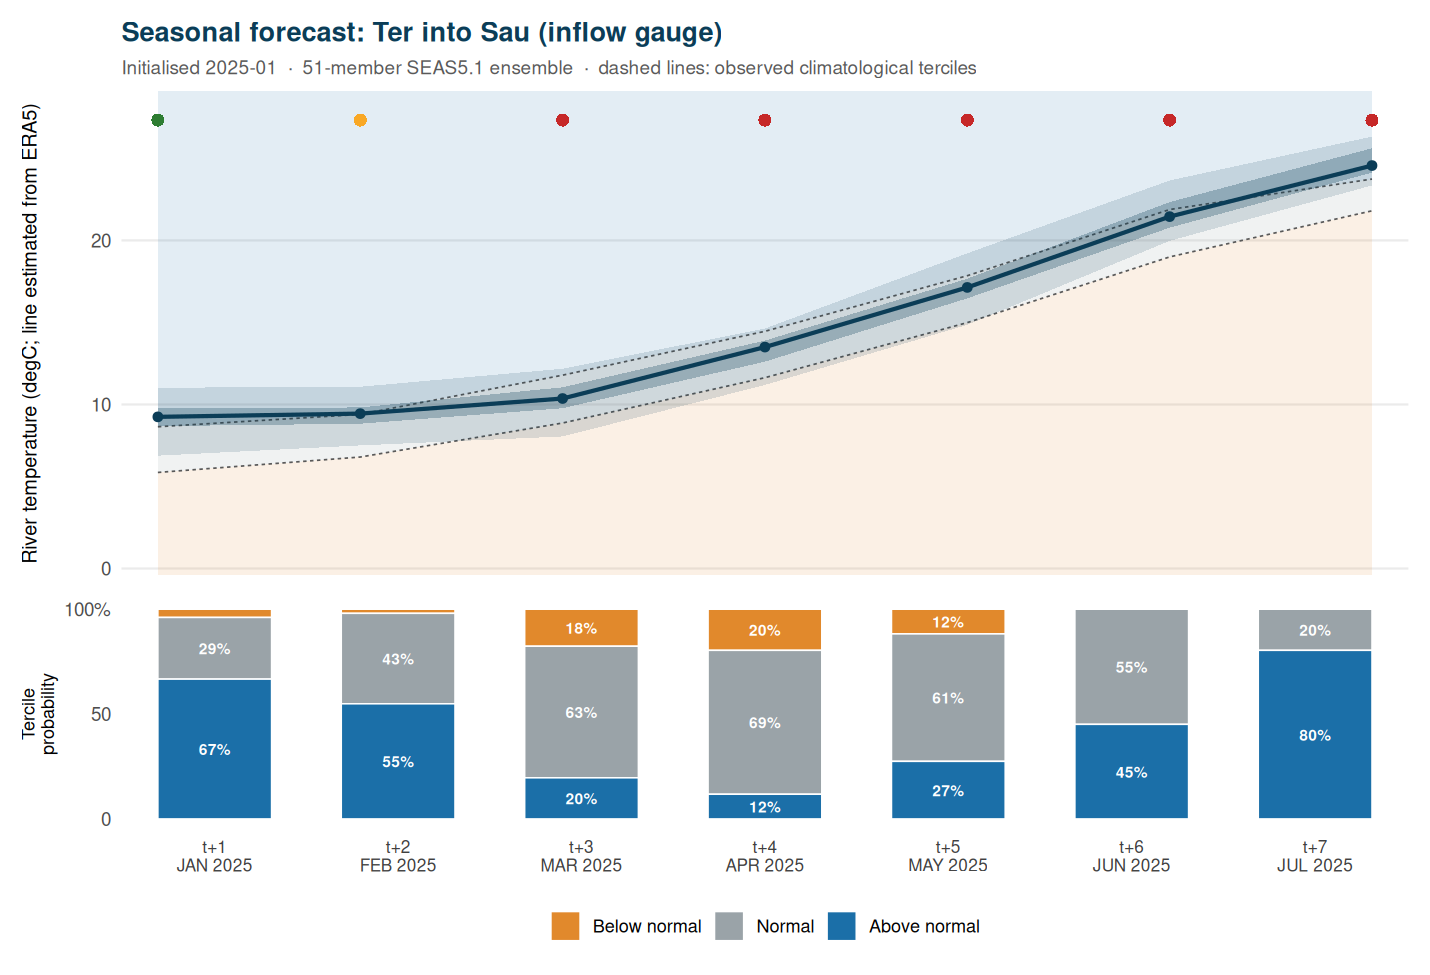 Seasonal forecast: Ter into Sau (inflow gauge)
Initialised 2025-01 · 51-member SEAS5.1 ensemble · dashed lines: observed climatological terciles
River temperature (degC; line estimated from ERA5)
20
10
0
Tercile
probability
100%
50
0
29%
67%
43%
55%
18%
63%
20%
20%
69%
12%
12%
61%
27%
55%
45%
20%
80%
t+1
JAN 2025
t+2
FEB 2025
t+3
MAR 2025
t+4
APR 2025
t+5
MAY 2025
t+6
JUN 2025
t+7
JUL 2025
Below normal
Normal
Above normal